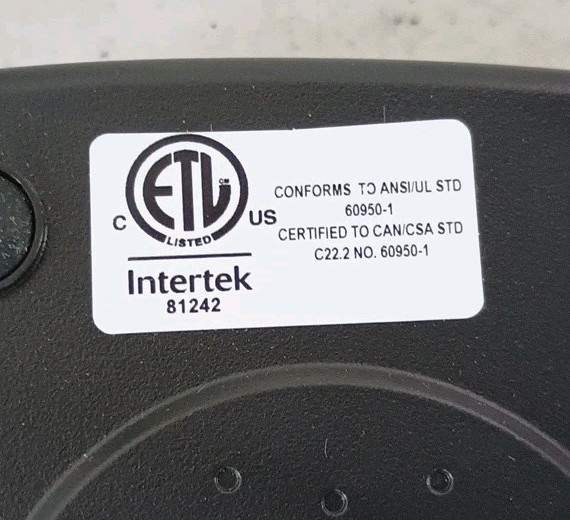 ETL
CM
C US
LISTED
Intertek
81242
CONFORMS TO ANSI/UL STD
60950-1
CERTIFIED TO CAN/CSA STD
C22.2 NO. 60950-1